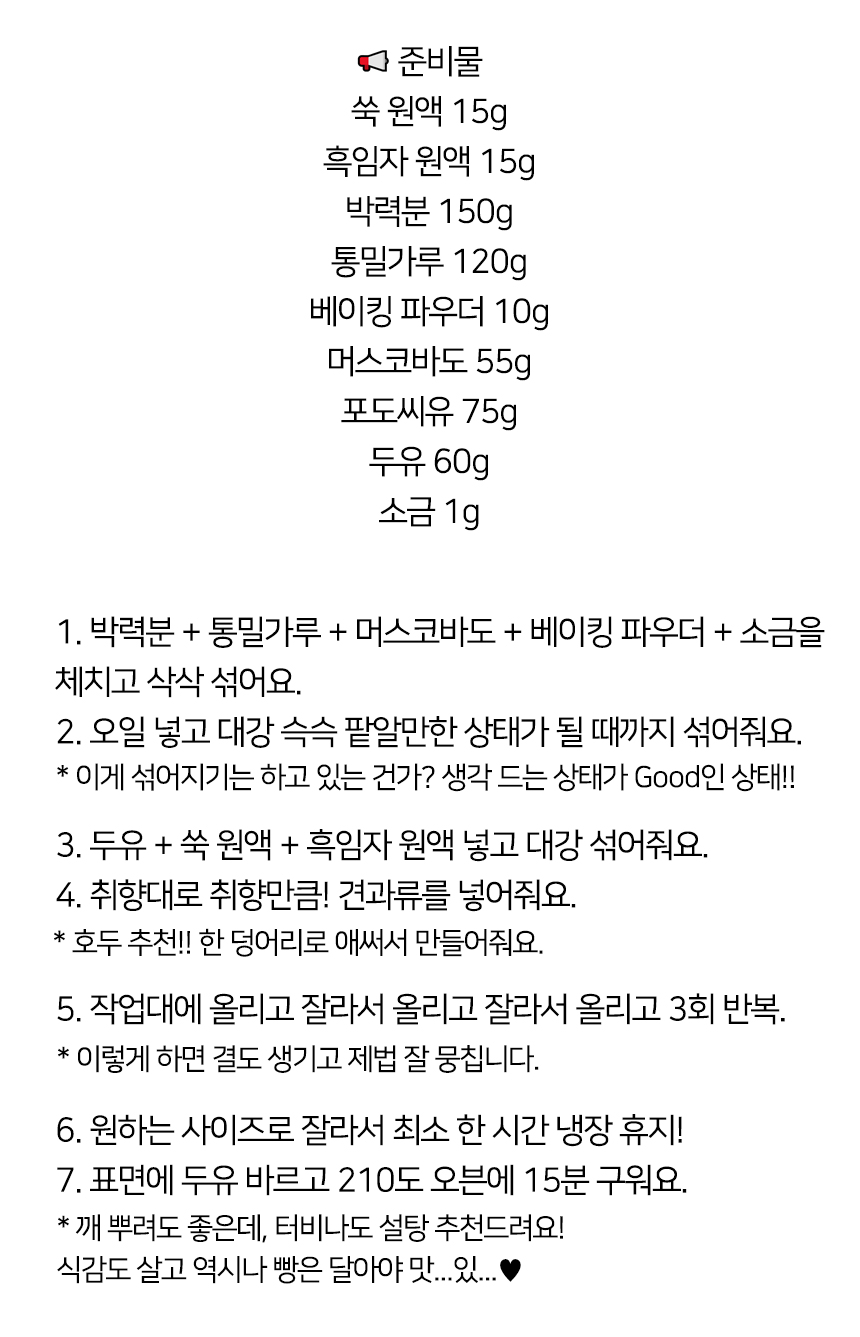 📢 준비물
쑥 원액 15g
흑임자 원액 15g
박력분 150g
통밀가루 120g
베이킹 파우더 10g
머스코바도 55g
포도씨유 75g
두유 60g
소금 1g
1. 박력분 + 통밀가루 + 머스코바도 + 베이킹 파우더 + 소금을
체치고 삭삭 섞어요.
2. 오일 넣고 대강 슥슥 팥알만한 상태가 될 때까지 섞어줘요.
* 이게 섞어지기는 하고 있는 건가? 생각 드는 상태가 Good인 상태!!
3. 두유 + 쑥 원액 + 흑임자 원액 넣고 대강 섞어줘요.
4. 취향대로 취향만큼! 견과류를 넣어줘요.
* 호두 추천!! 한 덩어리로 애써서 만들어줘요.
5. 작업대에 올리고 잘라서 올리고 잘라서 올리고 3회 반복.
* 이렇게 하면 결도 생기고 제법 잘 뭉칩니다.
6. 원하는 사이즈로 잘라서 최소 한 시간 냉장 휴지!
7. 표면에 두유 바르고 210도 오븐에 15분 구워요.
* 깨 뿌려도 좋은데, 터비나도 설탕 추천드려요!
식감도 살고 역시나 빵은 달아야 맛...있...♥